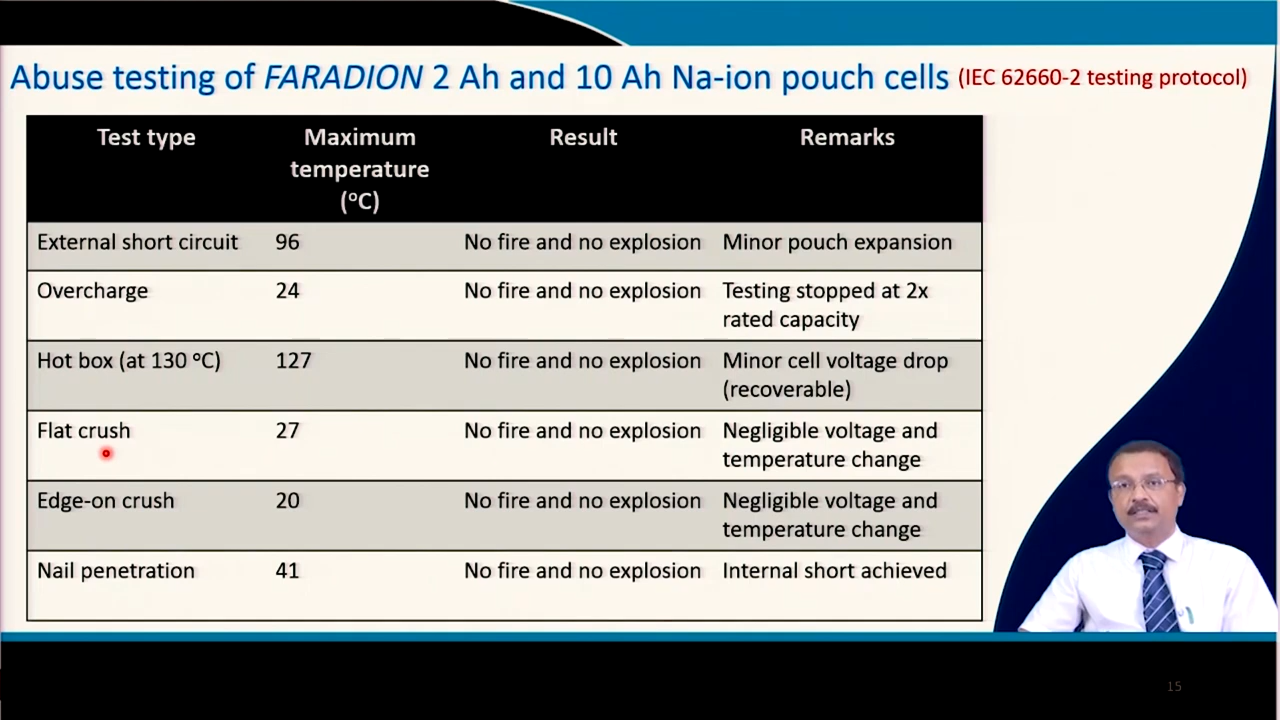 Abuse testing of FARADION 2 Ah and 10 Ah Na-ion pouch cells (IEC 62660-2 testing protocol)
Test type Maximum temperature (°C) Result Remarks
External short circuit 96 No fire and no explosion Minor pouch expansion
Overcharge 24 No fire and no explosion Testing stopped at 2x
rated capacity
Hot box (at 130 °C) 127 No fire and no explosion Minor cell voltage drop
(recoverable)
Flat crush 27 No fire and no explosion Negligible voltage and
temperature change
Edge-on crush 20 No fire and no explosion Negligible voltage and
temperature change
Nail penetration 41 No fire and no explosion Internal short achieved
15